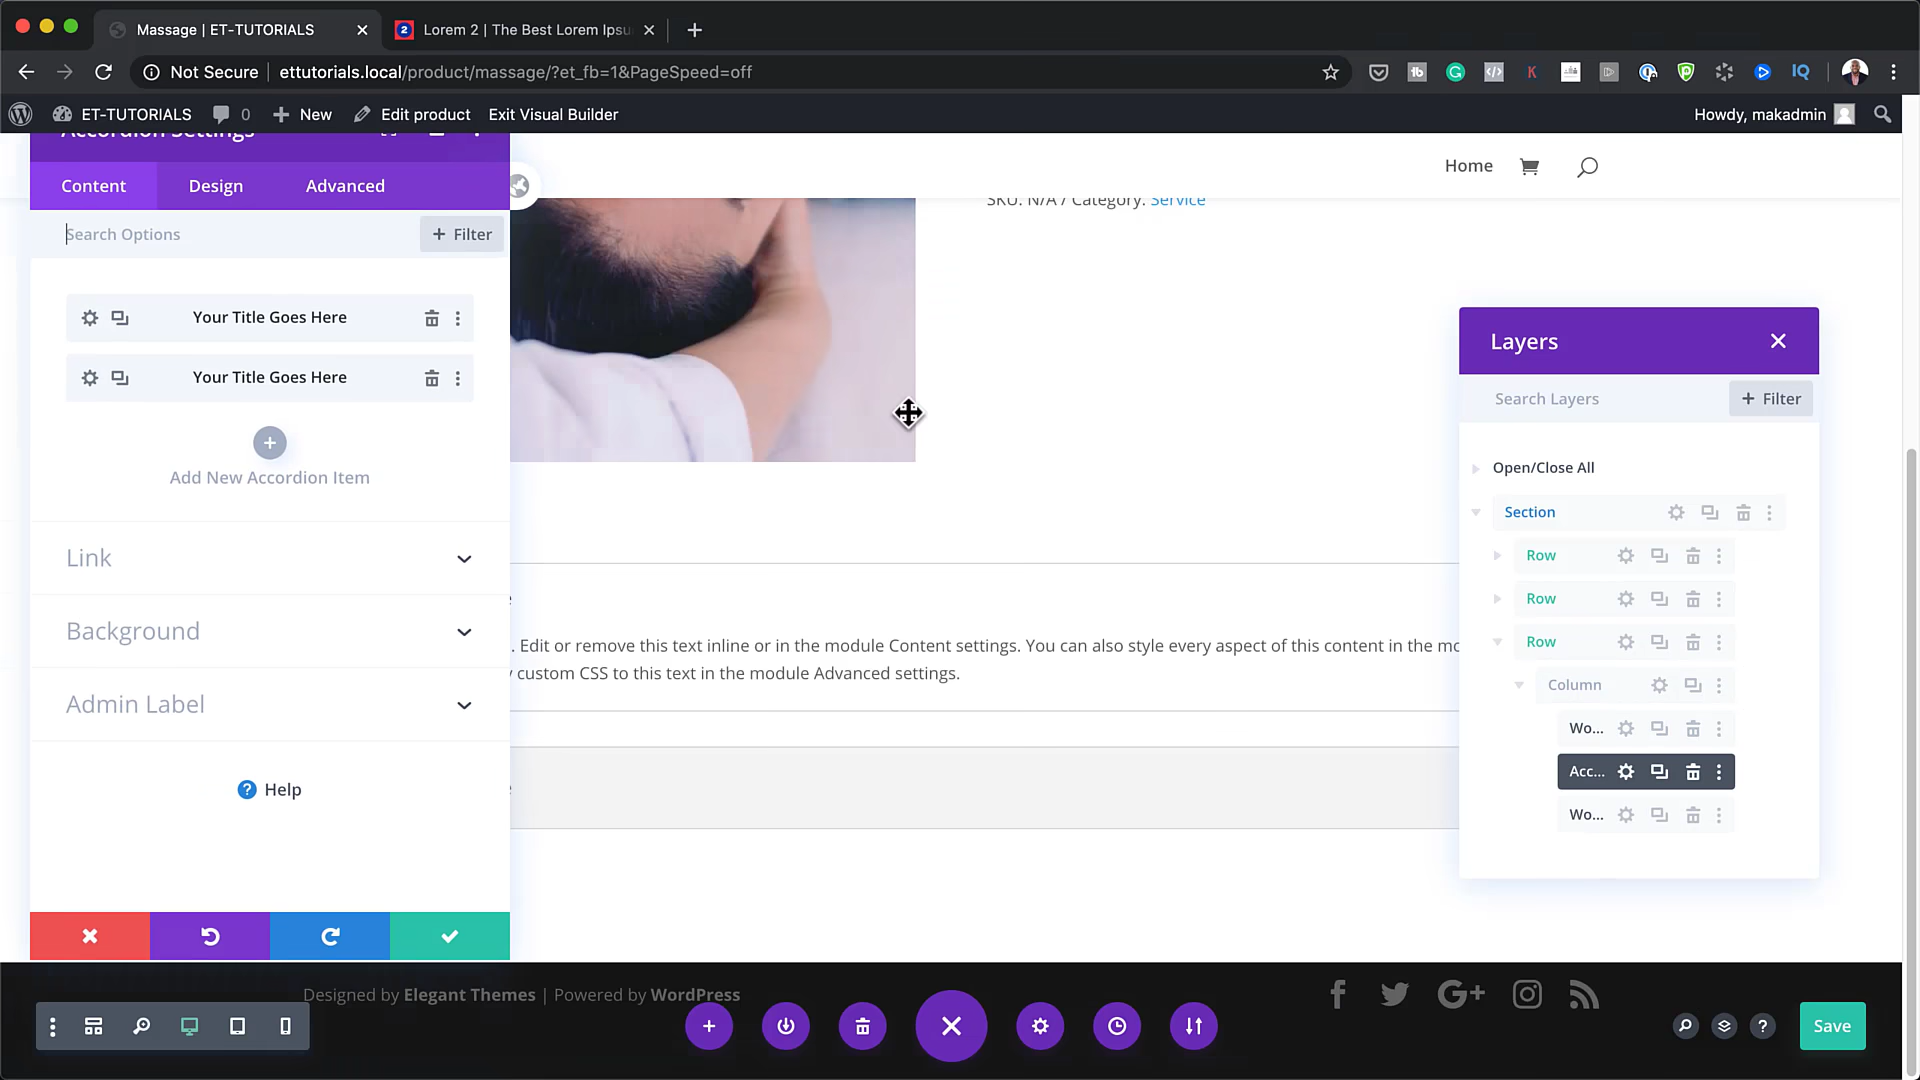 Massage | ET-TUTORIALS
Lorem 2 | The Best Lorem Ipsu
Not Secure
ettutorials.local/product/massage/?et_fb=1&PageSpeed=off
ET-TUTORIALS
0
New
Edit product
Exit Visual Builder
Howdy, makadmin
Accordion Settings
Content
Design
Advanced
Search Options
+ Filter
Your Title Goes Here
Your Title Goes Here
Add New Accordion Item
Link
Background
Admin Label
Help
Home
SKU: N/A / Category: Service
. Edit or remove this text inline or in the module Content settings. You can also style every aspect of this content in the mo
custom CSS to this text in the module Advanced settings.
Layers
Search Layers
+ Filter
Open/Close All
Section
Row
Row
Row
Column
Wo...
Acc...
Wo...
Designed by Elegant Themes | Powered by WordPress
Save